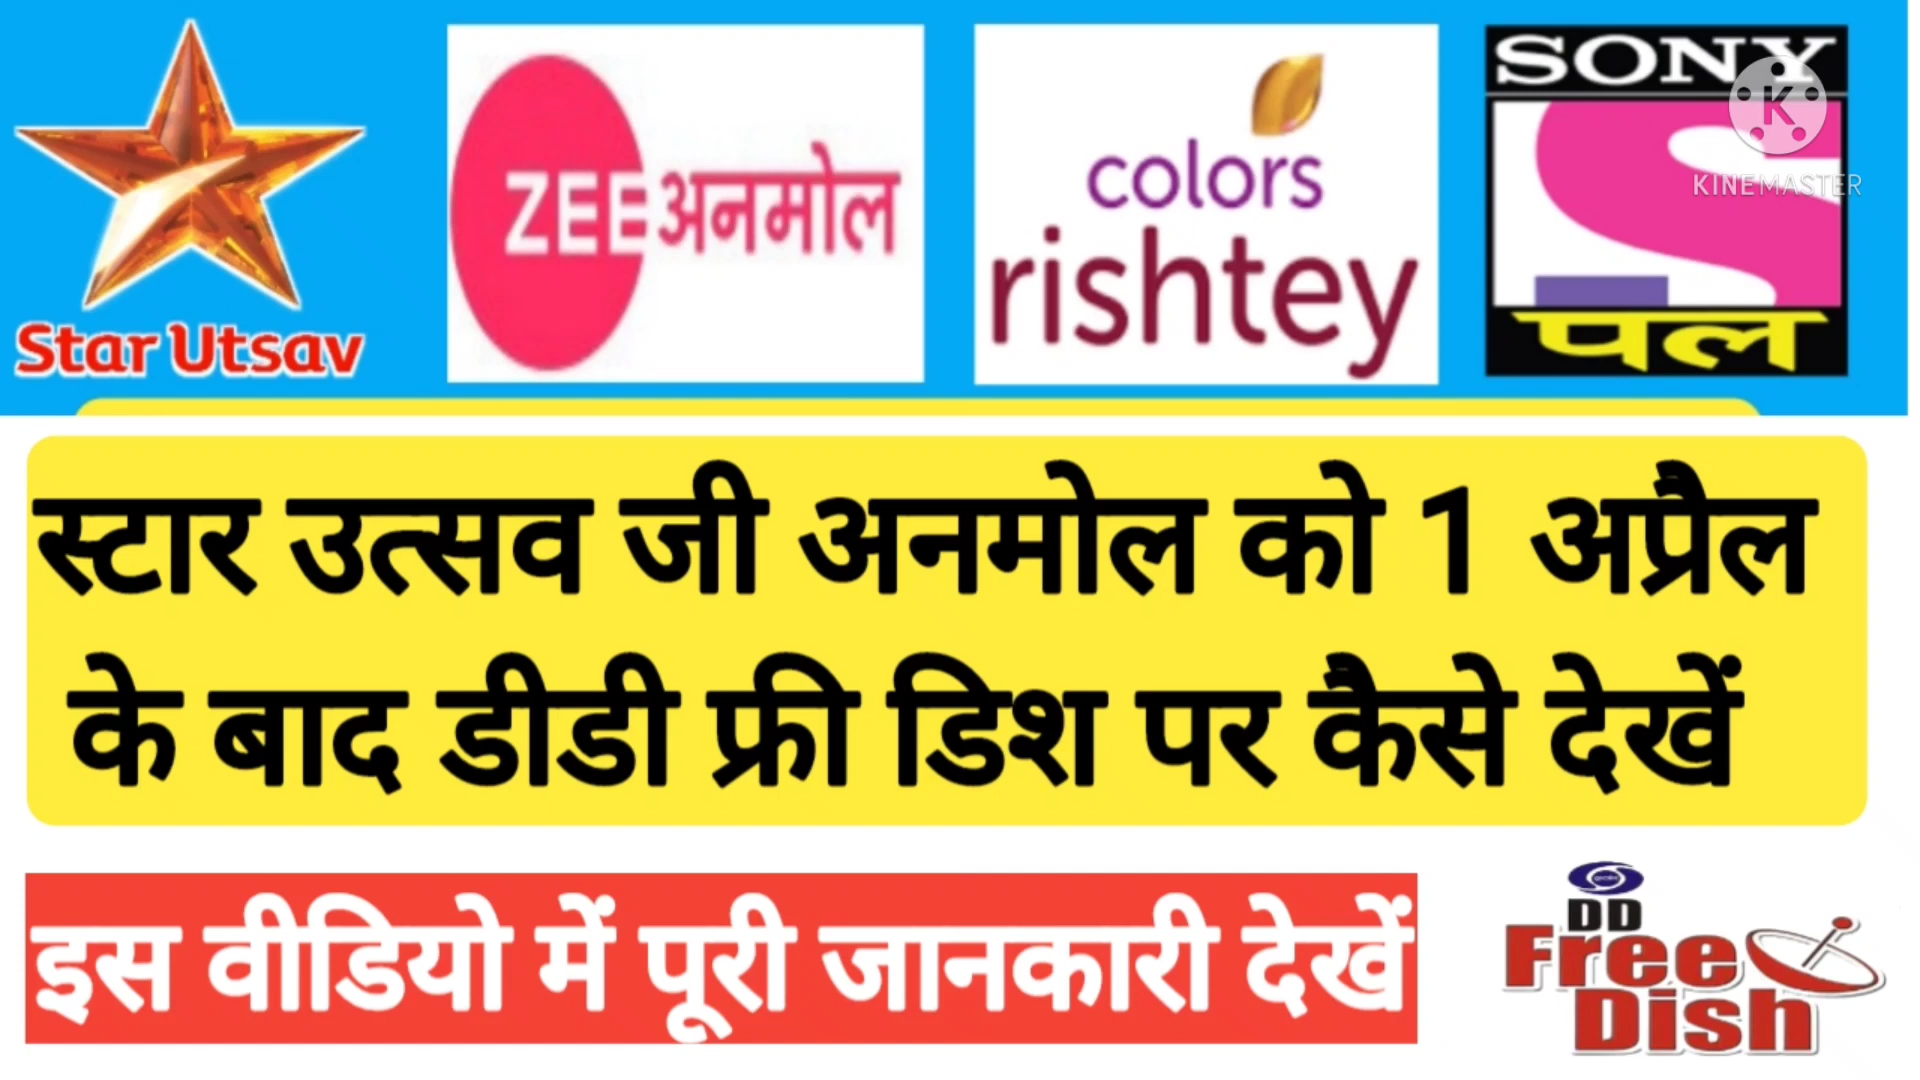 Star Utsav
ZEE अनमोल
colors
rishtey
SONY
K
KINEMASTER
S
पल
स्टार उत्सव जी अनमोल को 1 अप्रैल
के बाद डीडी फ्री डिश पर कैसे देखें
इस वीडियो में पूरी जानकारी देखें
DD
Free
Dish